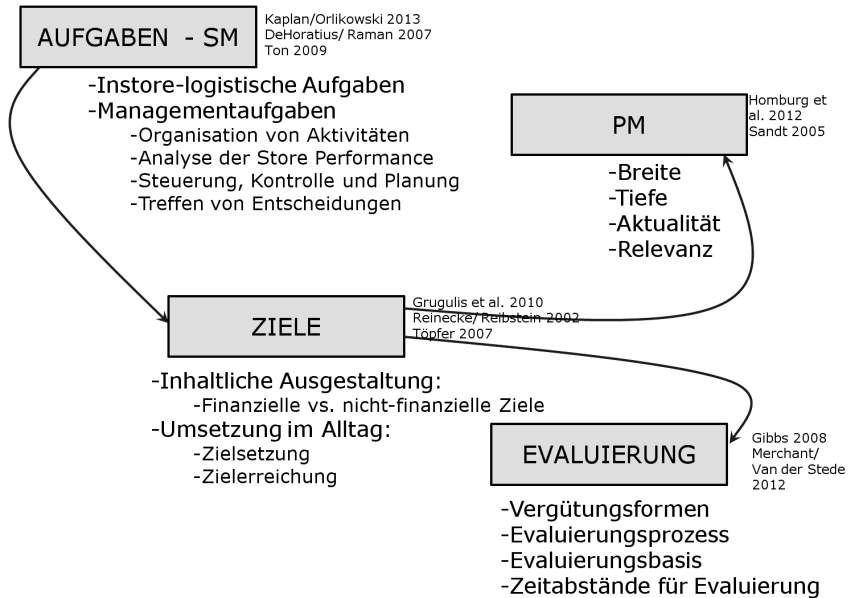 AUFGABEN - SM
Kaplan/Orlikowski 2013
DeHoratius/ Raman 2007
Ton 2009
-Instore-logistische Aufgaben
-Managementaufgaben
-Organisation von Aktivitäten
-Analyse der Store Performance
-Steuerung, Kontrolle und Planung
-Treffen von Entscheidungen
PM
Homburg et
al. 2012
Sandt 2005
-Breite
-Tiefe
-Aktualität
-Relevanz
ZIELE
Grugulis et al. 2010
Reinecke/ Reibstein 2002
Töpfer 2007
-Inhaltliche Ausgestaltung:
-Finanzielle vs. nicht-finanzielle Ziele
-Umsetzung im Alltag:
-Zielsetzung
-Zielerreichung
EVALUIERUNG
Gibbs 2008
Merchant/
Van der Stede
2012
-Vergütungsformen
-Evaluierungsprozess
-Evaluierungsbasis
-Zeitabstände für Evaluierung